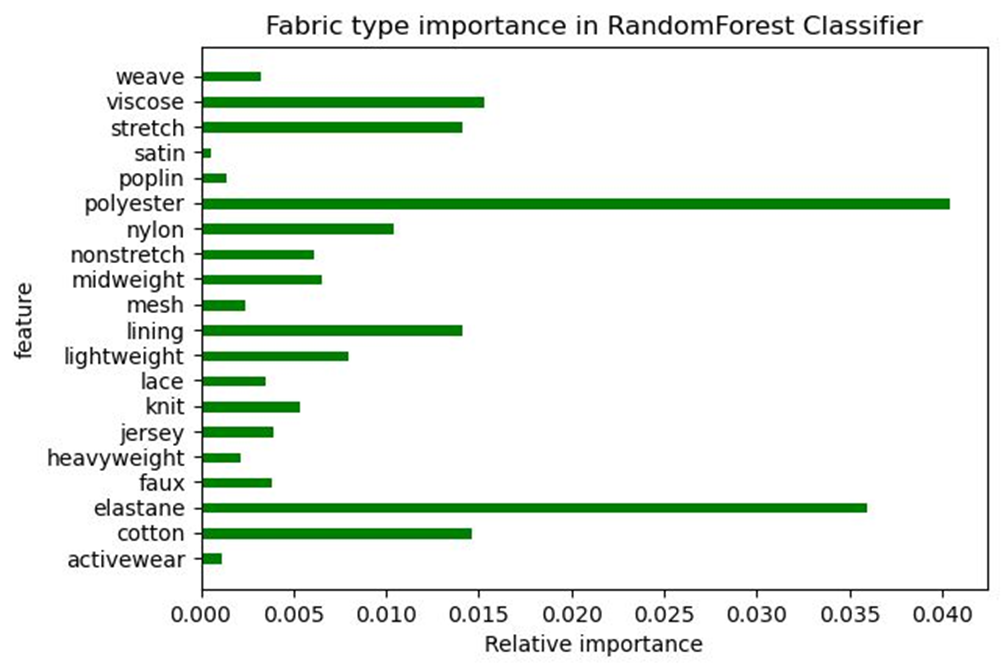 Fabric type importance in RandomForest Classifier
feature
weave
viscose
stretch
satin
poplin
polyester
nylon
nonstretch
midweight
mesh
lining
lightweight
lace
knit
jersey
heavyweight
faux
elastane
cotton
activewear
0.000 0.005 0.010 0.015 0.020 0.025 0.030 0.035 0.040
Relative importance